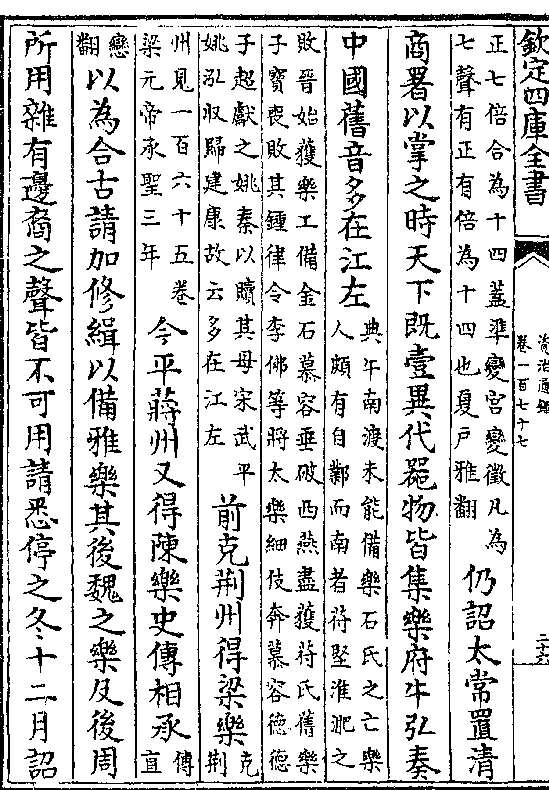 欽定四庫全書
資治通鑑
卷一百七十七
二十六
正七倍合為十四蓋準變宫變徵凡為
七聲有正有倍為十四也夏户雅翻
仍詔太常置清
商署以掌之時天下既壹異代器物皆集樂府牛弘奏
中國舊音多在江左
典午南渡未能備樂石氏之亡樂
人頗有自鄴而南者苻堅淮淝之
敗晉始獲樂工備金石慕容垂破西燕盡獲苻氏舊樂
子寶喪敗其鍾律令李佛等將太樂細伎奔慕容德德
子超獻之姚秦以贖其母宋武平
姚泓收歸建康故云多在江左
前克荆州得梁樂
克
荆
州見一百六十五卷
梁元帝承聖三年
今平蔣州又得陳樂史傳相承
傳
直
戀
翻
以為合古請加修緝以備雅樂其後魏之樂及後周
所用雜有邊裔之聲皆不可用請悉停之冬十二月詔